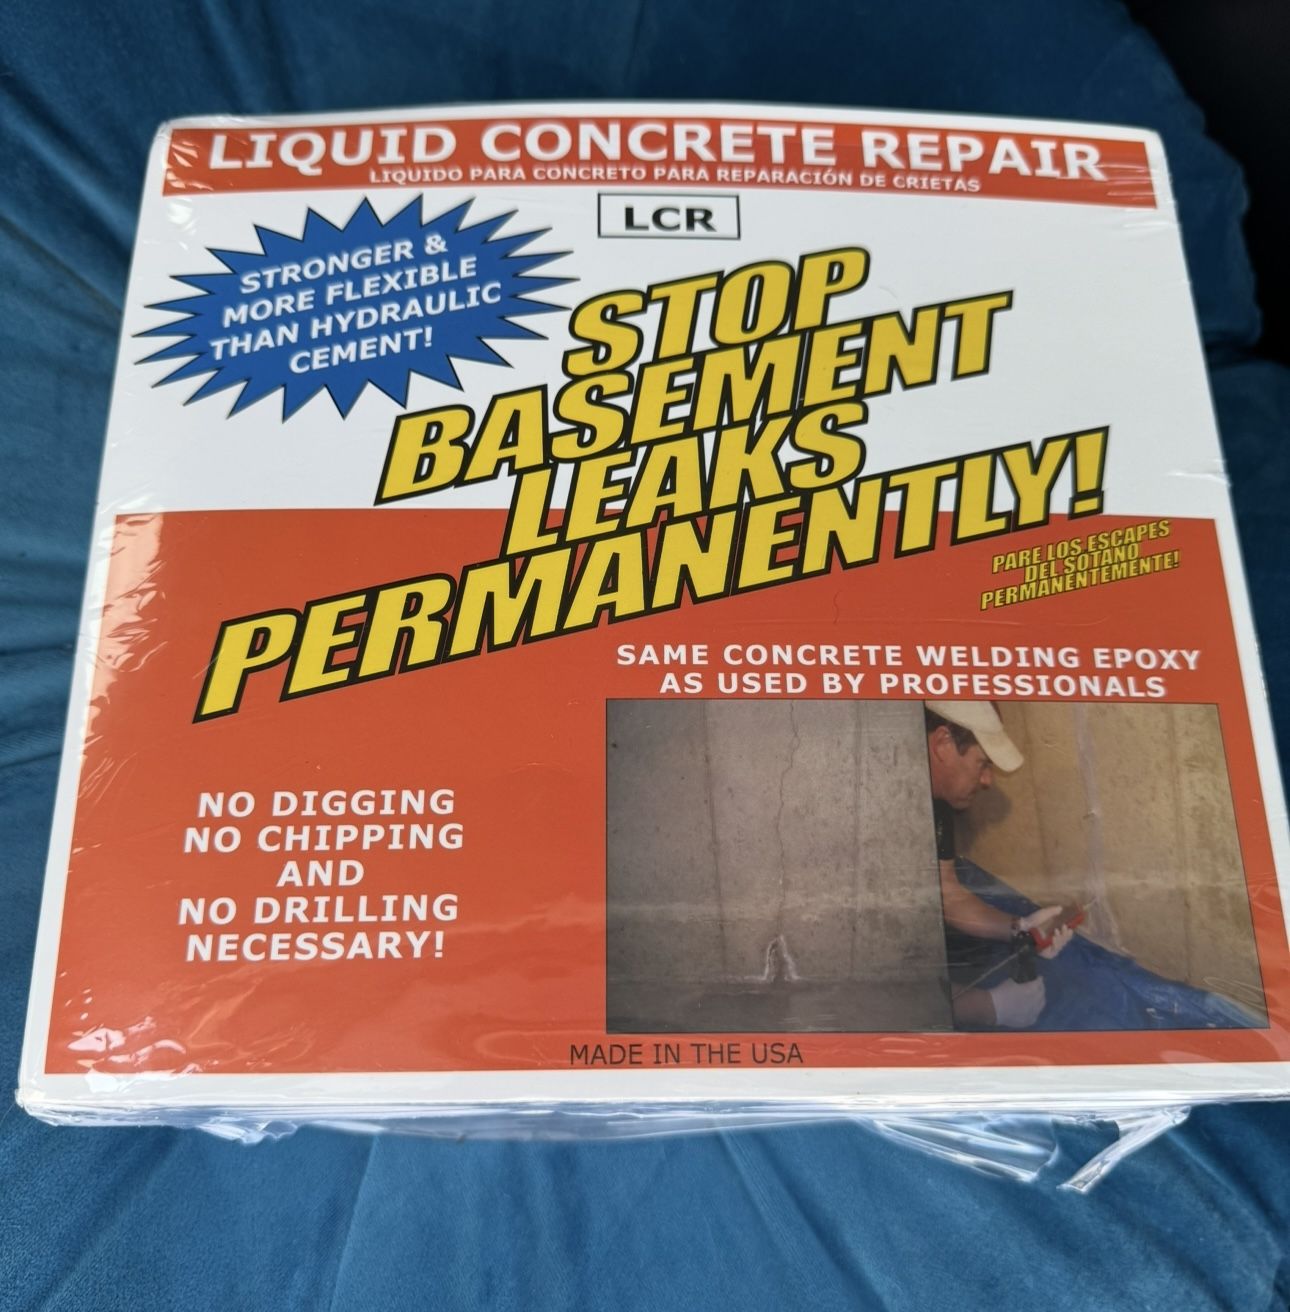 LIQUID CONCRETE REPAIR
LIQUIDO PARA CONCRETO PARA REPARACIÓN DE CRIETAS
LCR
STRONGER &
MORE FLEXIBLE
THAN HYDRAULIC
CEMENT!
STOP
BASEMENT
LEAKS
PERMANENTLY!
PARE LOS ESCAPES
DEL SOTANO
PERMANENTEMENTE!
SAME CONCRETE WELDING EPOXY
AS USED BY PROFESSIONALS
NO DIGGING
NO CHIPPING
AND
NO DRILLING
NECESSARY!
MADE IN THE USA